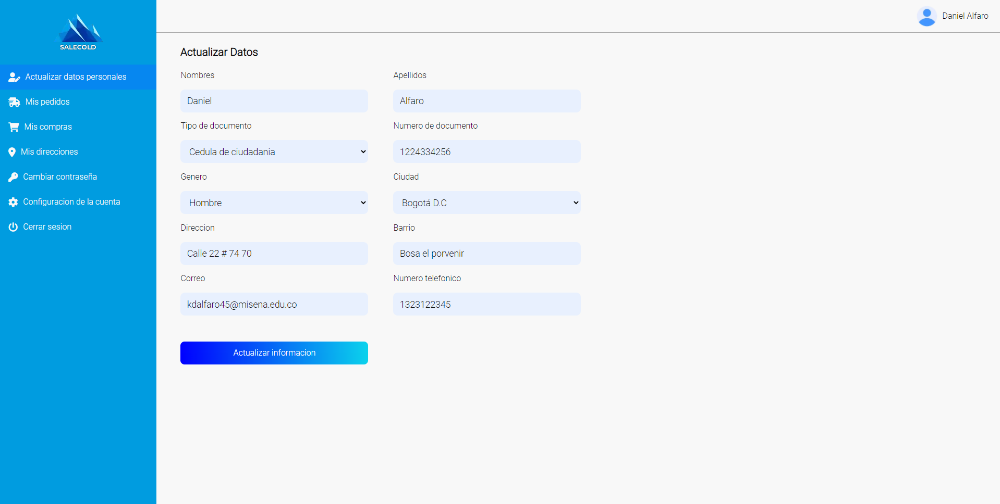 SALECOLD
Actualizar datos personales
Mis pedidos
Mis compras
Mis direcciones
Cambiar contraseña
Configuracion de la cuenta
Cerrar sesion
Daniel Alfaro
Actualizar Datos
Nombres
Apellidos
Daniel
Alfaro
Tipo de documento
Numero de documento
Cedula de ciudadania
1224334256
Genero
Ciudad
Hombre
Bogotá D.C
Direccion
Barrio
Calle 22 # 74 70
Bosa el porvenir
Correo
Numero telefonico
kdalfaro45@misena.edu.co
1323122345
Actualizar informacion